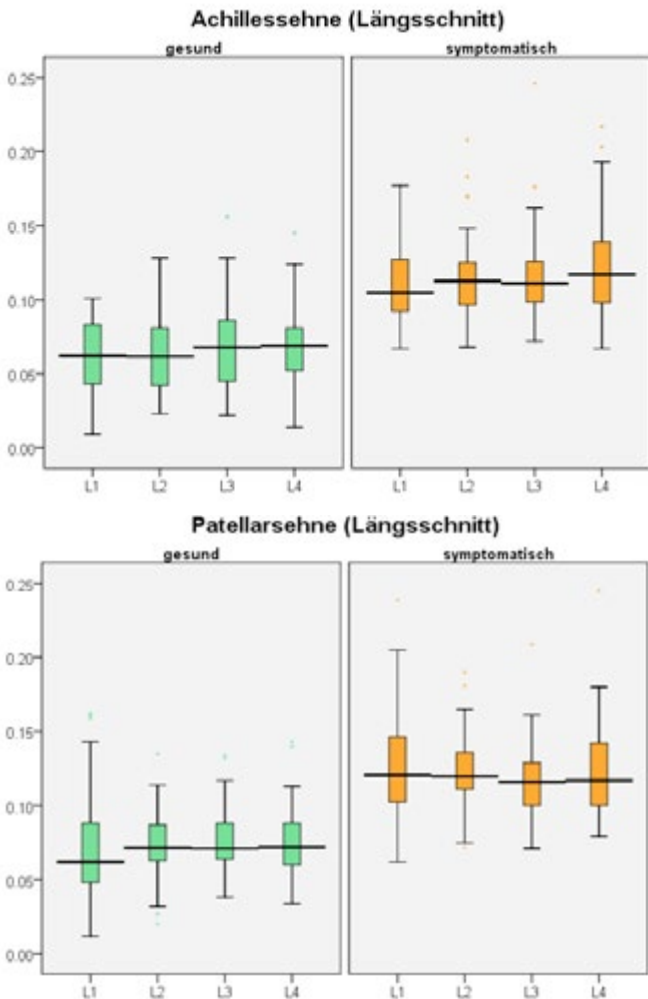 Achillessehne (Längsschnitt)
gesund symptomatisch
0.25
0.20
0.15
0.10
0.05
0.00
L1 L2 L3 L4 L1 L2 L3 L4
Patellarsehne (Längsschnitt)
gesund symptomatisch
0.25
0.20
0.15
0.10
0.05
0.00
L1 L2 L3 L4 L1 L2 L3 L4